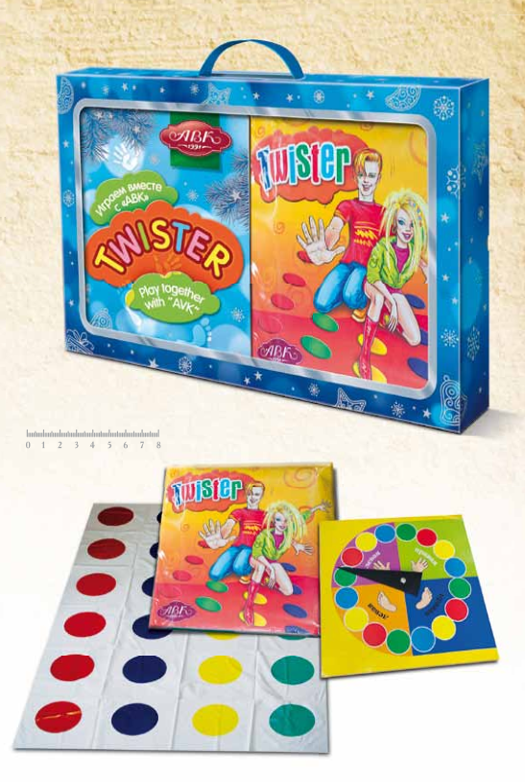 АВК
1991
Играем вместе
с «АВК»
TWISTER
Play together
with "AVK"
Twister
АВК
0 1 2 3 4 5 6 7 8
Twister
АВК